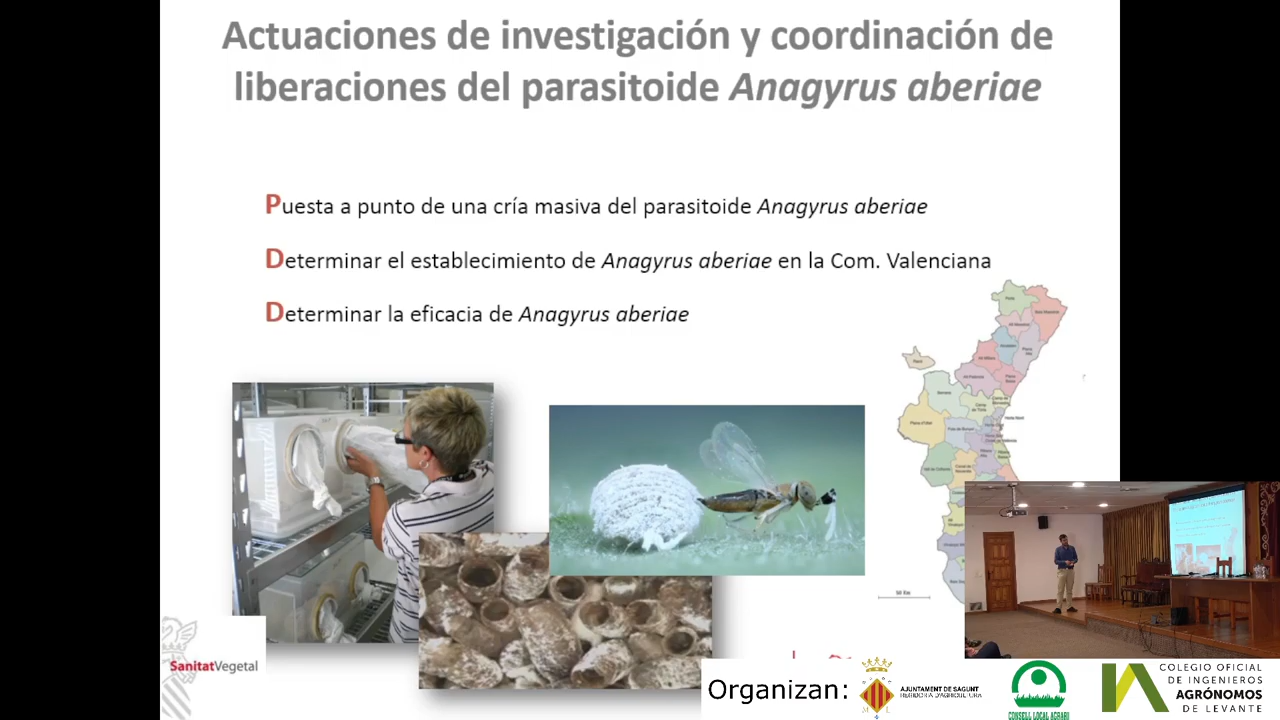 Actuaciones de investigación y coordinación de
liberaciones del parasitoide Anagyrus aberiae
Puesta a punto de una cría masiva del parasitoide Anagyrus aberiae
Determinar el establecimiento de Anagyrus aberiae en la Com. Valenciana
Determinar la eficacia de Anagyrus aberiae
SanitatVegetal
Organizan:
AJUNTAMENT DE SAGUNT
REGIDORIA D'AGRICULTURA
CONSELL LOCAL AGRARI
COLEGIO OFICIAL
DE INGENIEROS
AGRÓNOMOS
DE LEVANTE